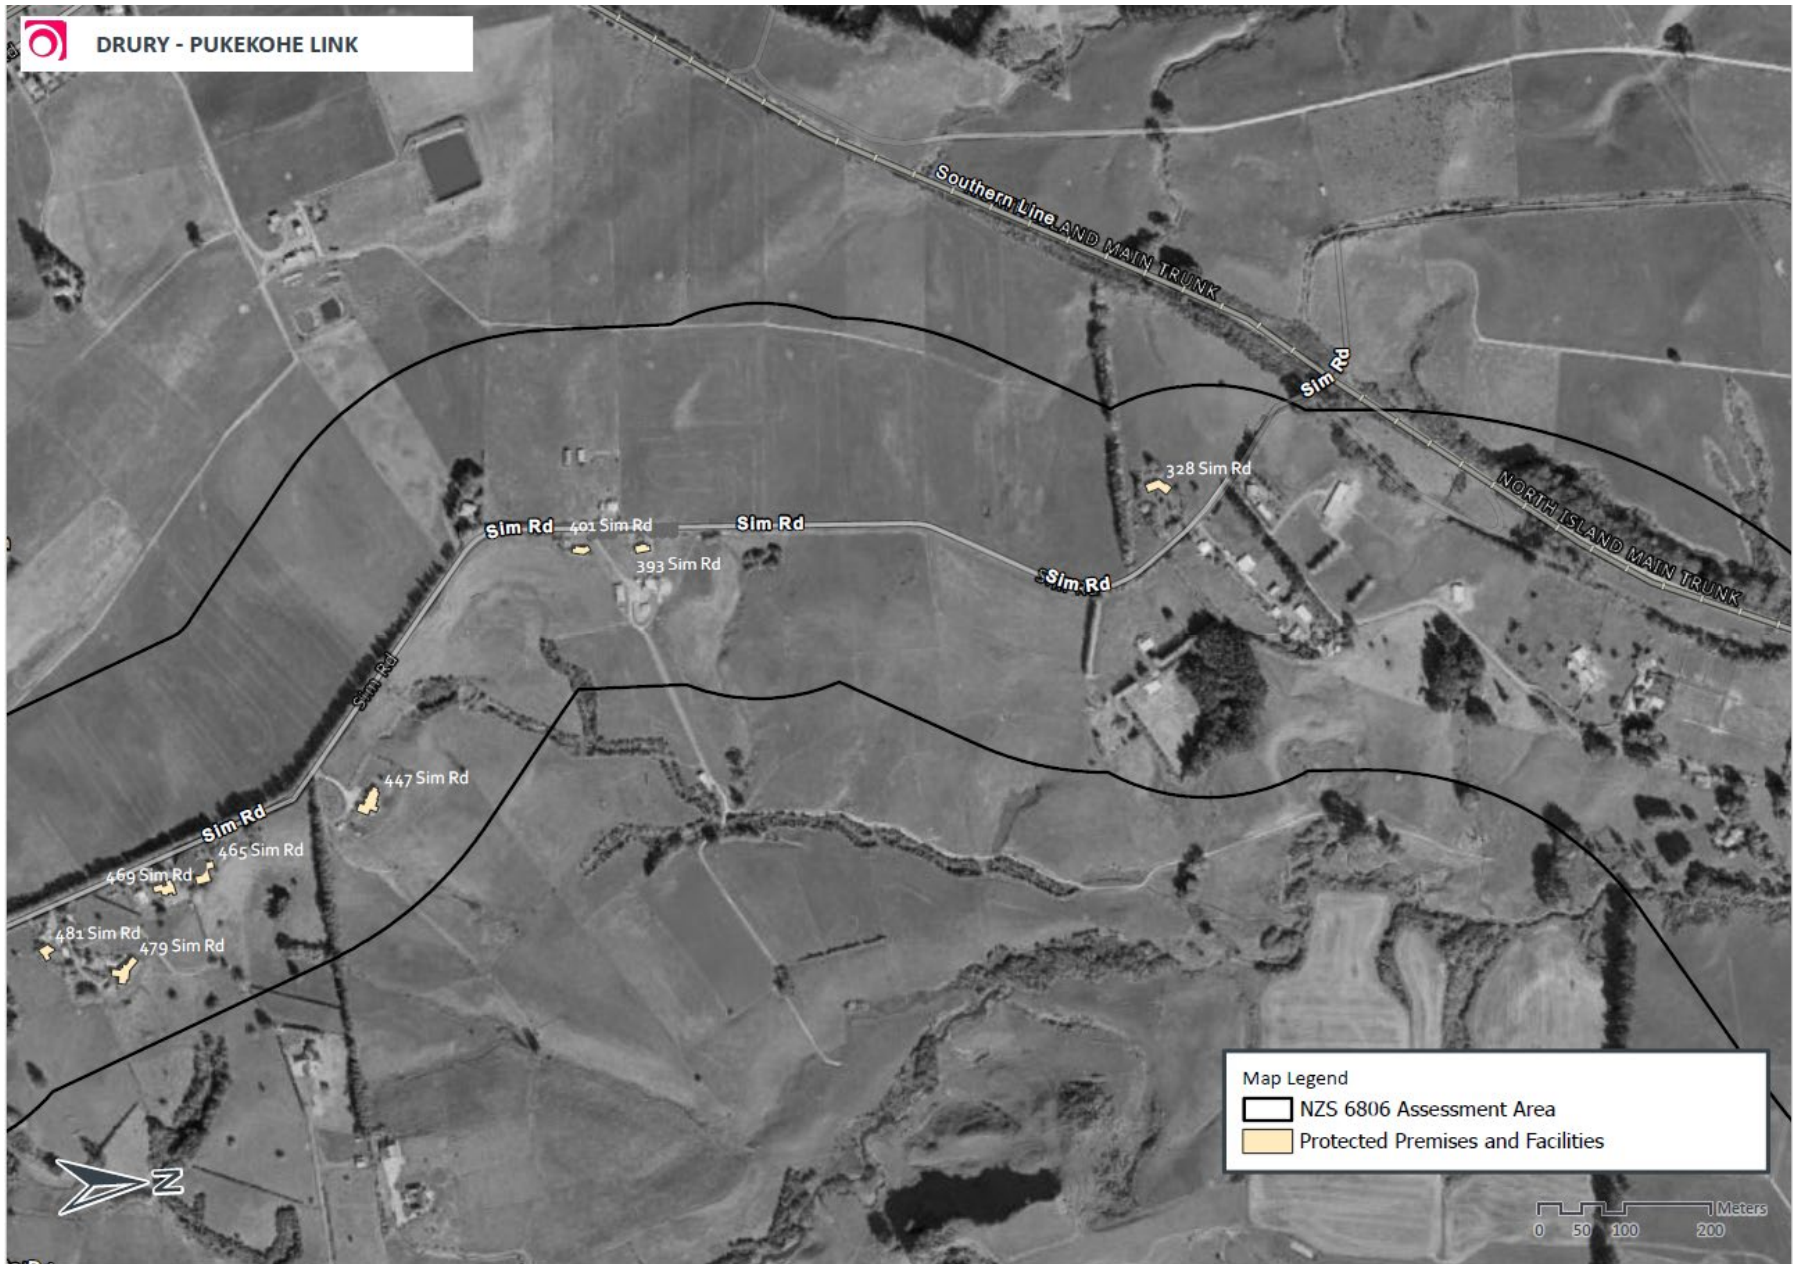 DRURY - PUKEKOHE LINK
Southern Line
LAND MAIN TRUNK
Sim Rd
328 Sim Rd
NORTH ISLAND MAIN TRUNK
Sim Rd
401 Sim Rd
Sim Rd
393 Sim Rd
Sim Rd
Sim Rd
447 Sim Rd
Sim Rd
465 Sim Rd
469 Sim Rd
481 Sim Rd
479 Sim Rd
Map Legend
NZS 6806 Assessment Area
Protected Premises and Facilities
N
Meters
0 50 100 200